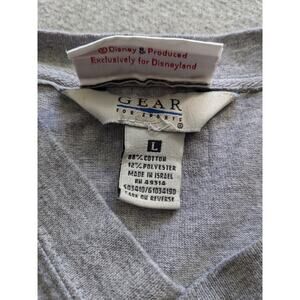 ©Disney & Produced
Exclusively for Disneyland
GEAR
FOR SPORTS
®
L
88%COTTON
12%POLYESTER
MADE IN ISRAEL
RN 49314
CARE ON REVERSE